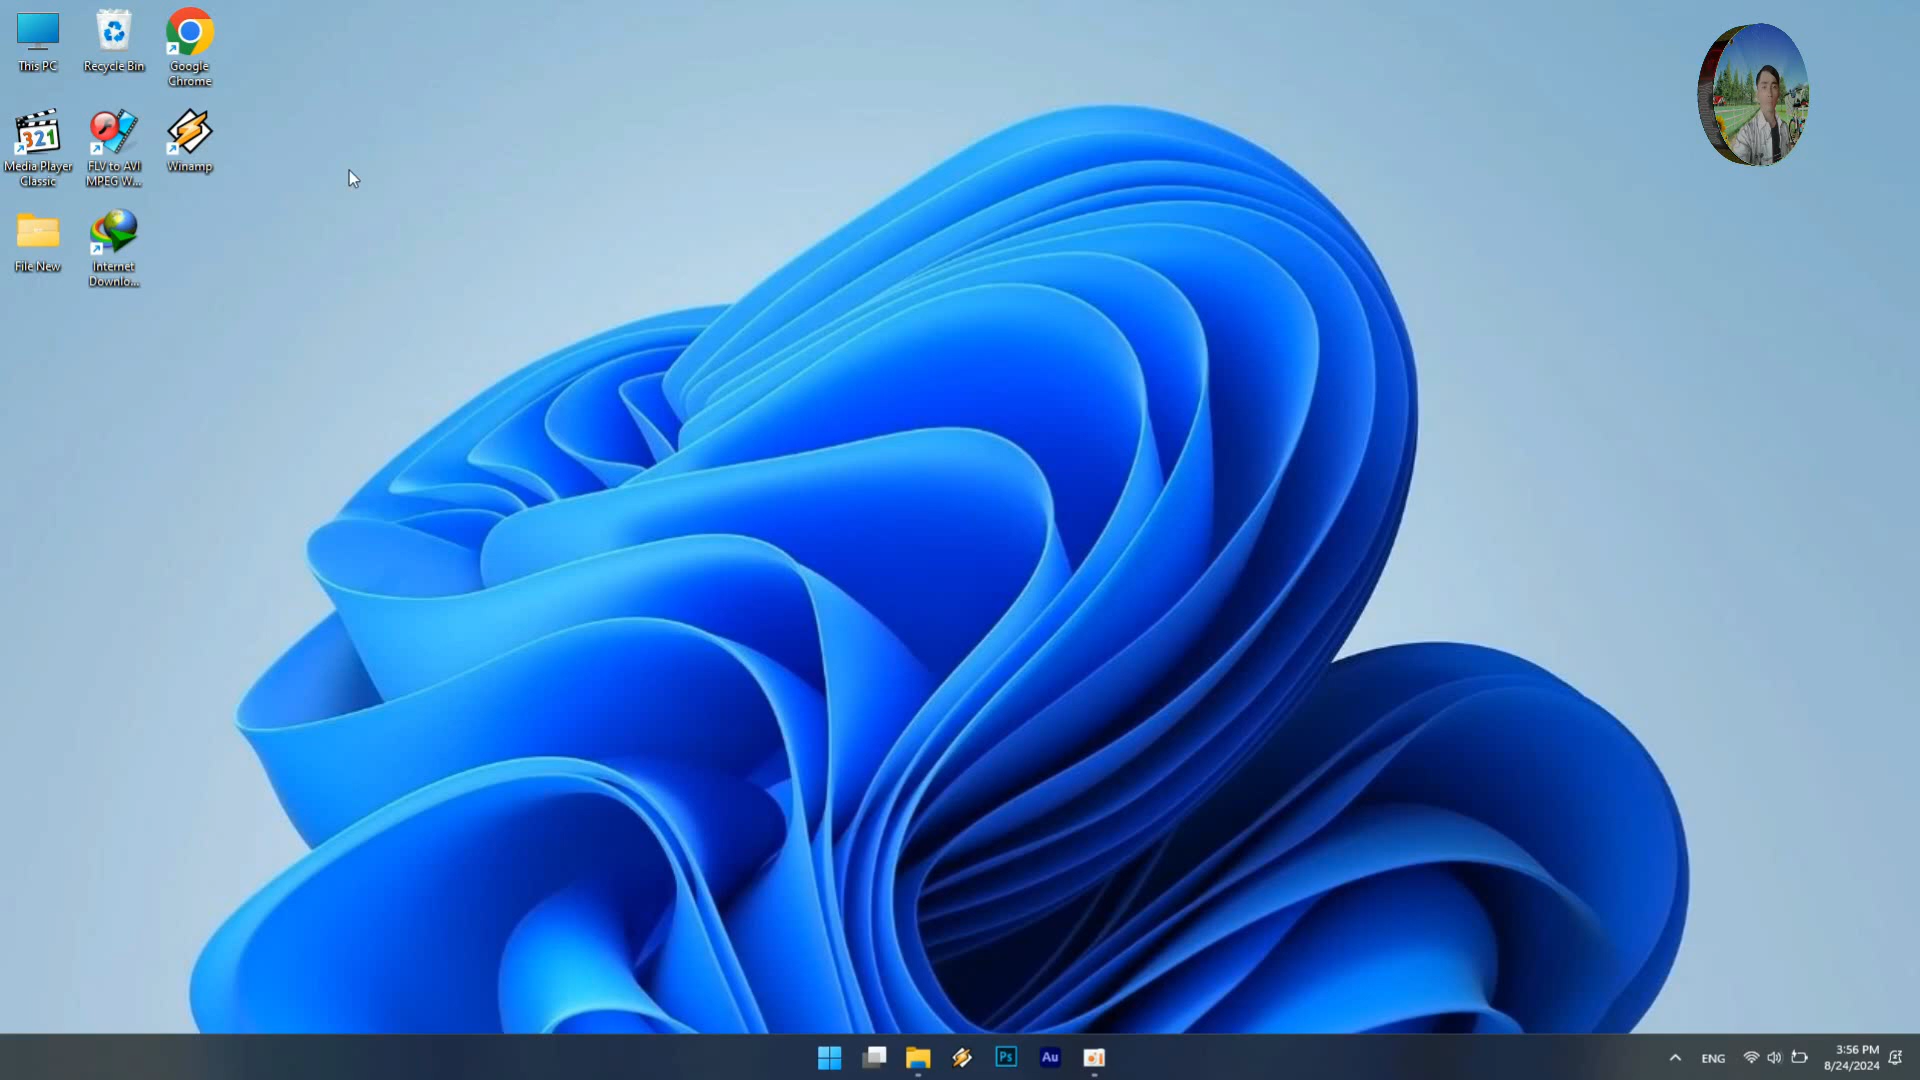 This PC
Recycle Bin
Google
Chrome
321
Media Player
Classic
FLV to AVI
MPEG W...
Winamp
File New
Internet
Downlo...
Ps
Au
ENG
3:56 PM
8/24/2024